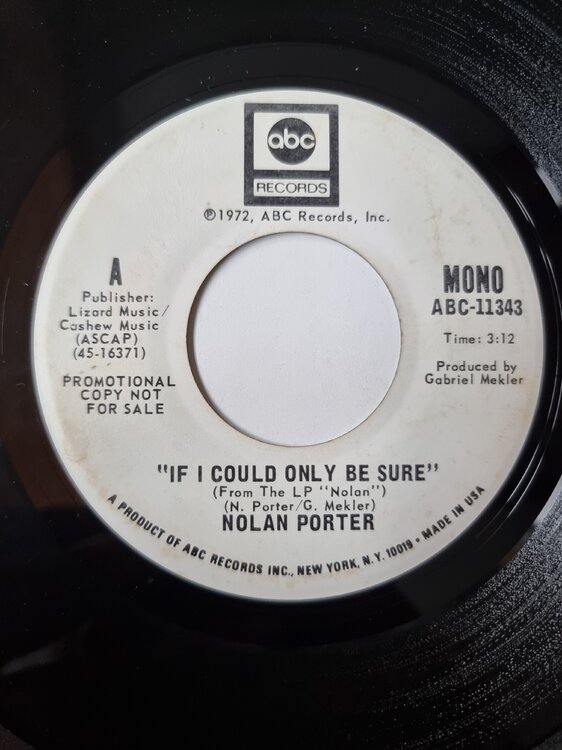 abc
RECORDS
℗1972, ABC Records, Inc.
A
Publisher:
Lizard Music/
Cashew Music
(ASCAP)
(45-16371)
PROMOTIONAL
COPY NOT
FOR SALE
MONO
ABC-11343
Time: 3:12
Produced by
Gabriel Mekler
"IF I COULD ONLY BE SURE"
(From The LP "Nolan")
(N. Porter/G. Mekler)
NOLAN PORTER
A PRODUCT OF ABC RECORDS INC., NEW YORK, N.Y. 10019 • MADE IN USA